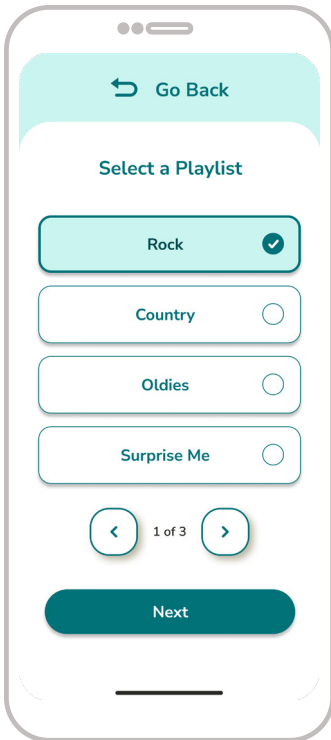 Go Back
Select a Playlist
Rock
Country
Oldies
Surprise Me
1 of 3
Next